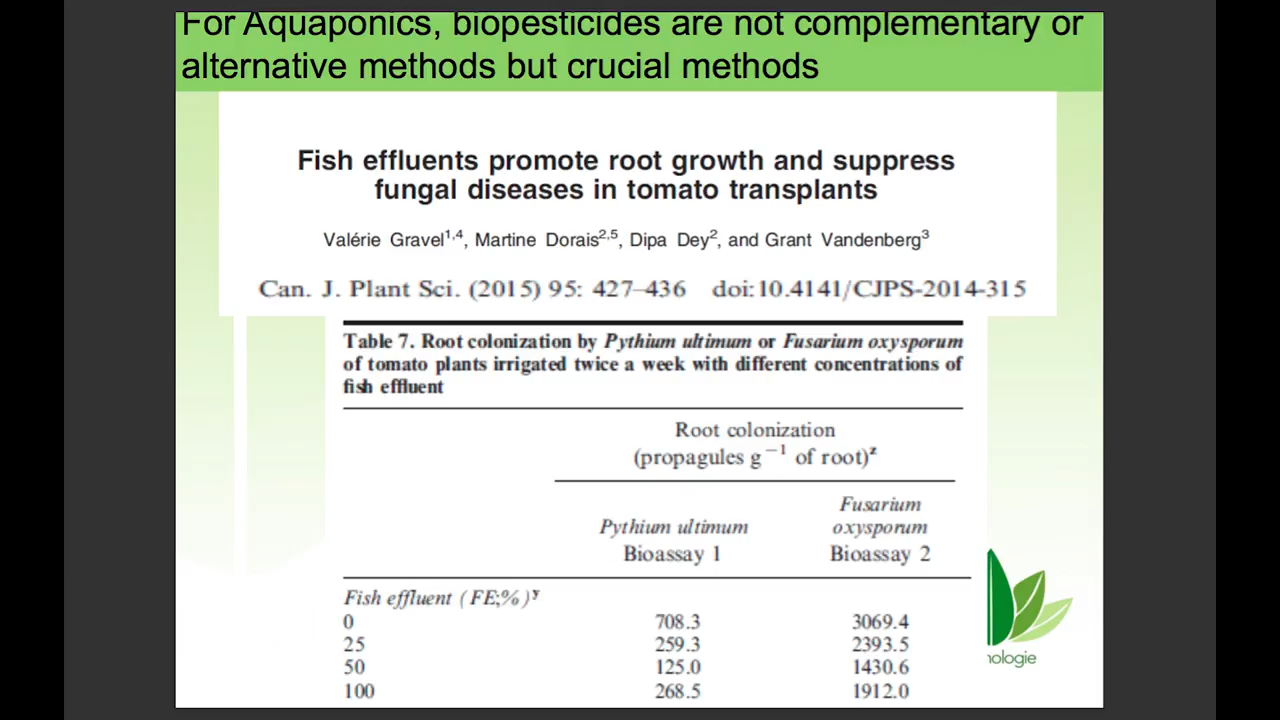 For Aquaponics, biopesticides are not complementary or
alternative methods but crucial methods
Fish effluents promote root growth and suppress
fungal diseases in tomato transplants
Valérie Gravel1,4, Martine Dorais2,5, Dipa Dey2, and Grant Vandenberg3
Can. J. Plant Sci. (2015) 95: 427–436 doi:10.4141/CJPS-2014-315
Table 7. Root colonization by Pythium ultimum or Fusarium oxysporum
of tomato plants irrigated twice a week with different concentrations of
fish effluent
Root colonization
(propagules g−1 of root)z
Fusarium
Pythium ultimum oxysporum
Bioassay 1 Bioassay 2
Fish effluent (FE;%)y
0 708.3 3069.4
25 259.3 2393.5
50 125.0 1430.6
nologie
100 268.5 1912.0